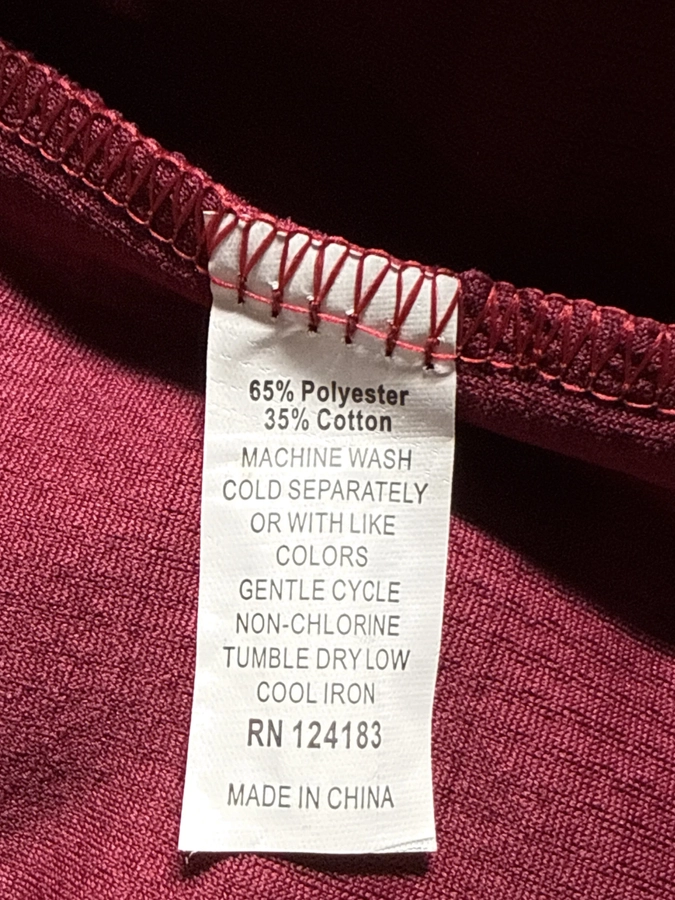 65% Polyester
35% Cotton
MACHINE WASH
COLD SEPARATELY
OR WITH LIKE
COLORS
GENTLE CYCLE
NON-CHLORINE
TUMBLE DRY LOW
COOL IRON
RN 124183
MADE IN CHINA